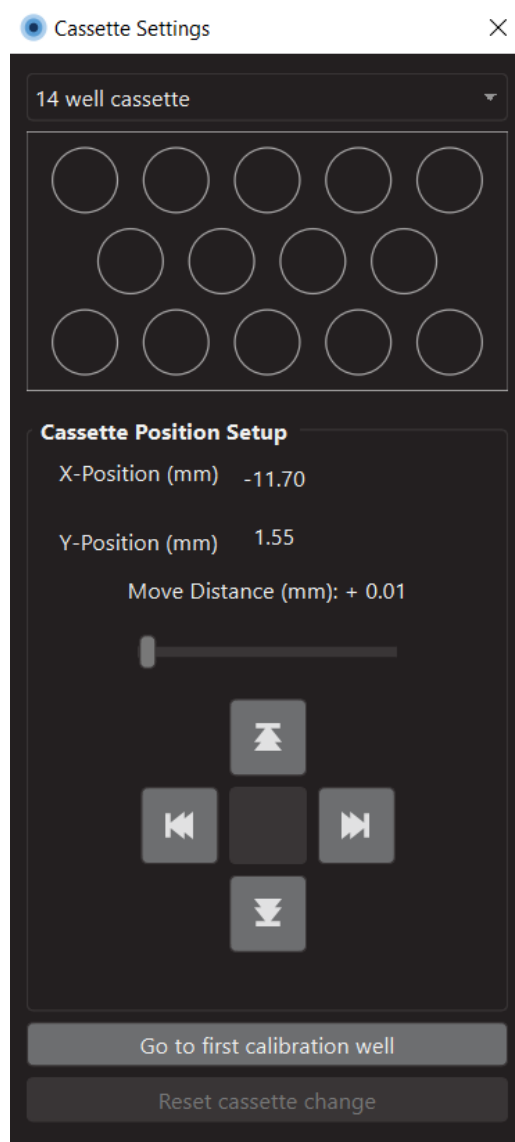 Cassette Settings
14 well cassette
Cassette Position Setup
X-Position (mm) -11.70
Y-Position (mm) 1.55
Move Distance (mm): + 0.01
Go to first calibration well
Reset cassette change